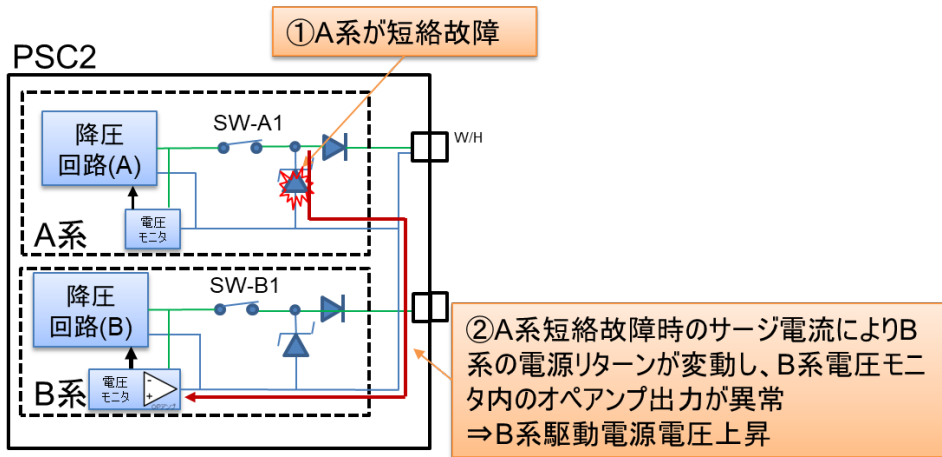 ①A系が短絡故障
PSC2
降圧
回路(A)
SW-A1
W/H
電圧
モニタ
A系
降圧
回路(B)
SW-B1
電圧
モニタ
-
+
B系
②A系短絡故障時のサージ電流によりB
系の電源リターンが変動し、B系電圧モニ
タ内のオペアンプ出力が異常
⇒B系駆動電源電圧上昇